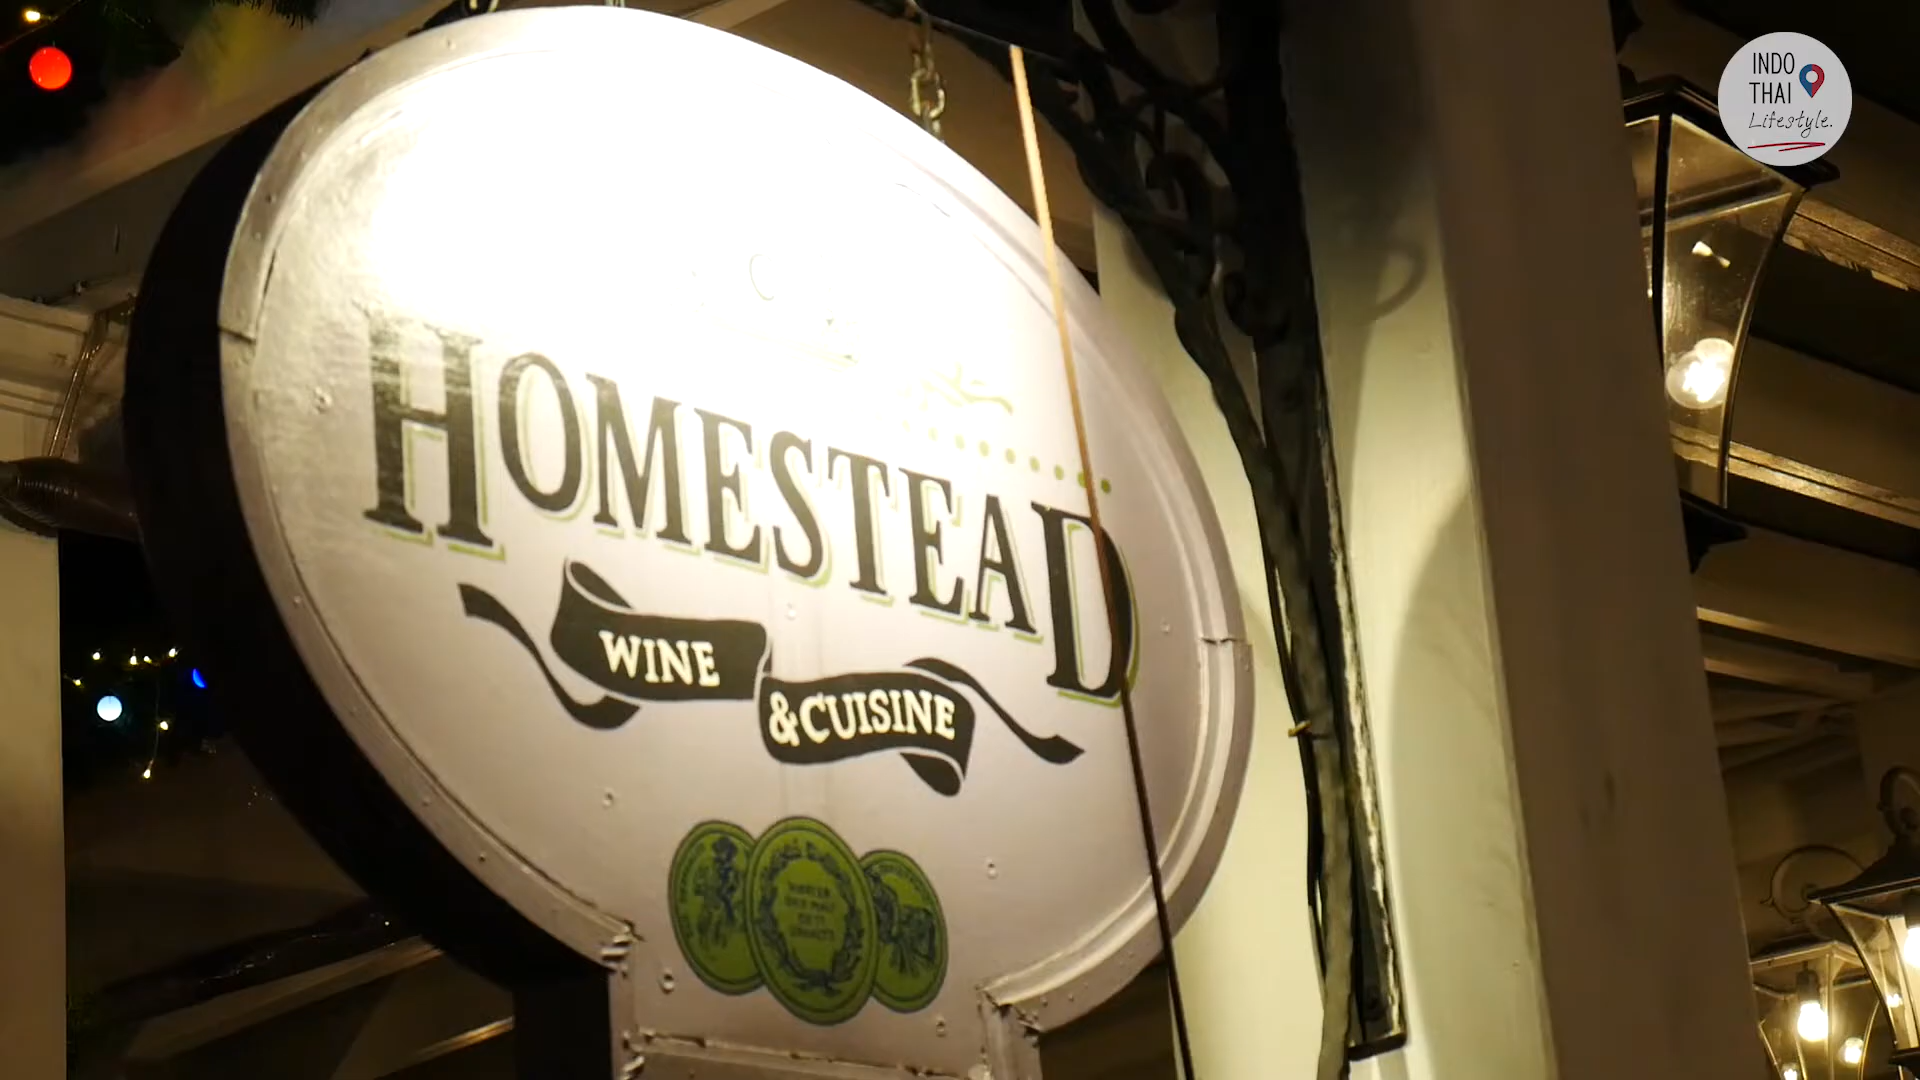 INDO
THAI
Lifestyle.
HOMESTEAD
WINE
&CUISINE